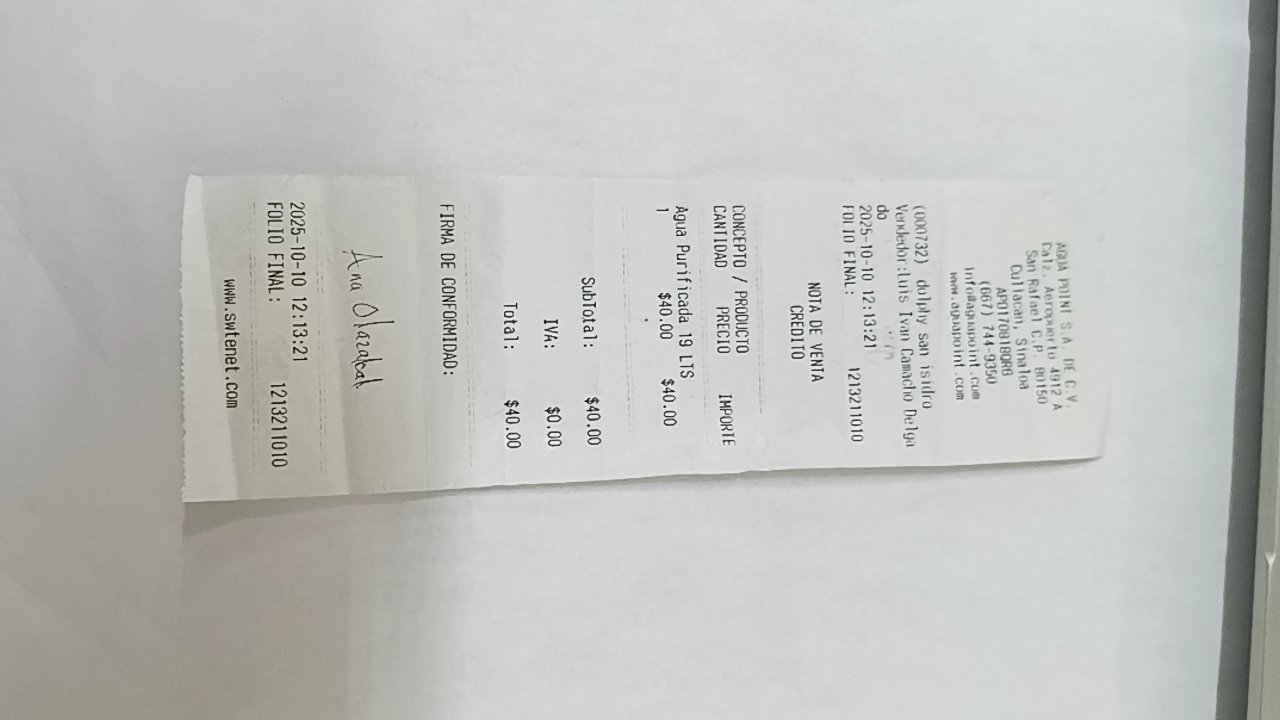 AGUA POINT S.A. DE C.V.
Calz. Aeropuerto 4912 A
San Rafael C.P. 80150
Culiacan, Sinaloa
(667) 744-9350
info@aguapoint.com
www.aguapoint.com
(000732) dolphy san isidro
Vendedor:Luis Ivan Camacho Delga
do
2025-10-10 12:13:21
FOLIO FINAL: 1213211010
NOTA DE VENTA
CREDITO
CONCEPTO / PRODUCTO
CANTIDAD PRECIO IMPORTE
Agua Purificada 19 LTS
1 $40.00 $40.00
SubTotal: $40.00
IVA: $0.00
Total: $40.00
FIRMA DE CONFORMIDAD:
Ana Olazabal
2025-10-10 12:13:21
FOLIO FINAL: 1213211010
www.swtenet.com